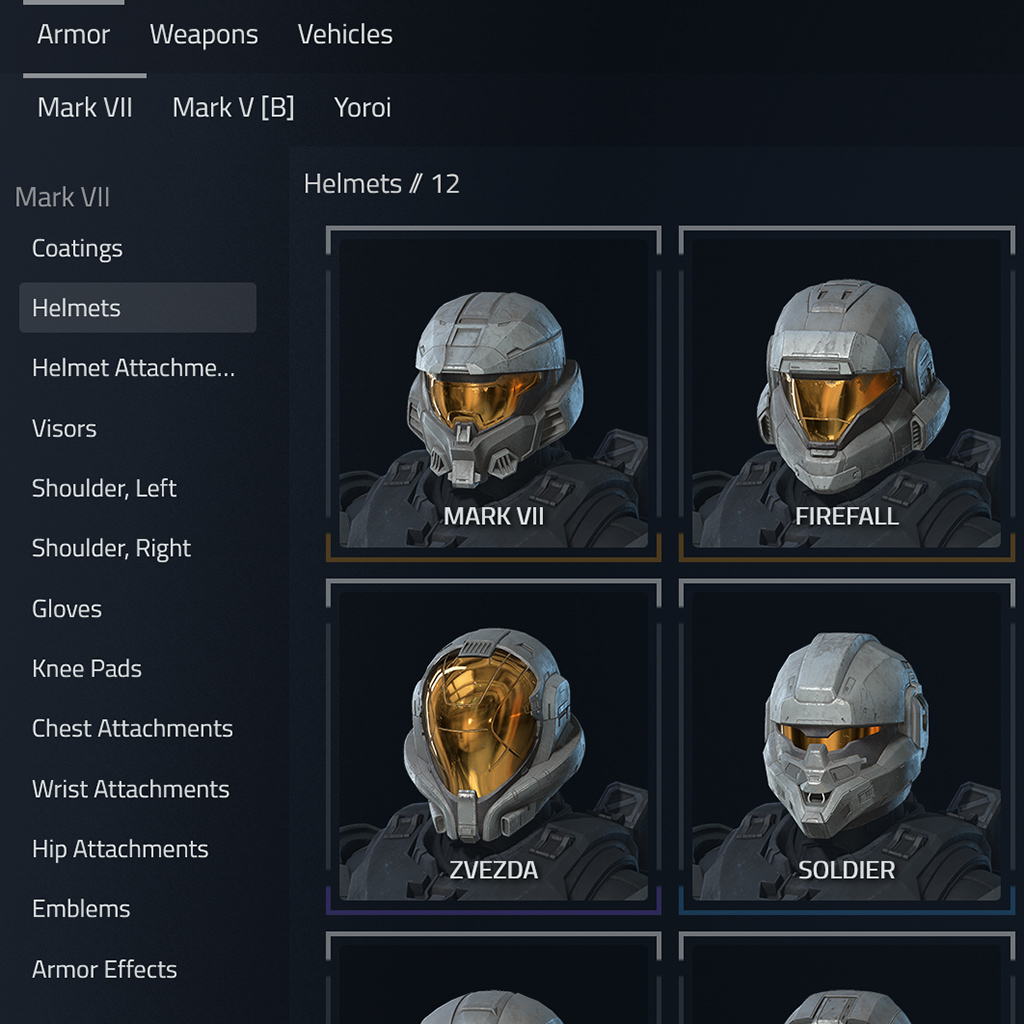 Armor Weapons Vehicles
Mark VII Mark V [B] Yoroi
Mark VII
Coatings
Helmets
Helmet Attachme...
Visors
Shoulder, Left
Shoulder, Right
Gloves
Knee Pads
Chest Attachments
Wrist Attachments
Hip Attachments
Emblems
Armor Effects
Helmets // 12
MARK VII
FIREFALL
ZVEZDA
SOLDIER